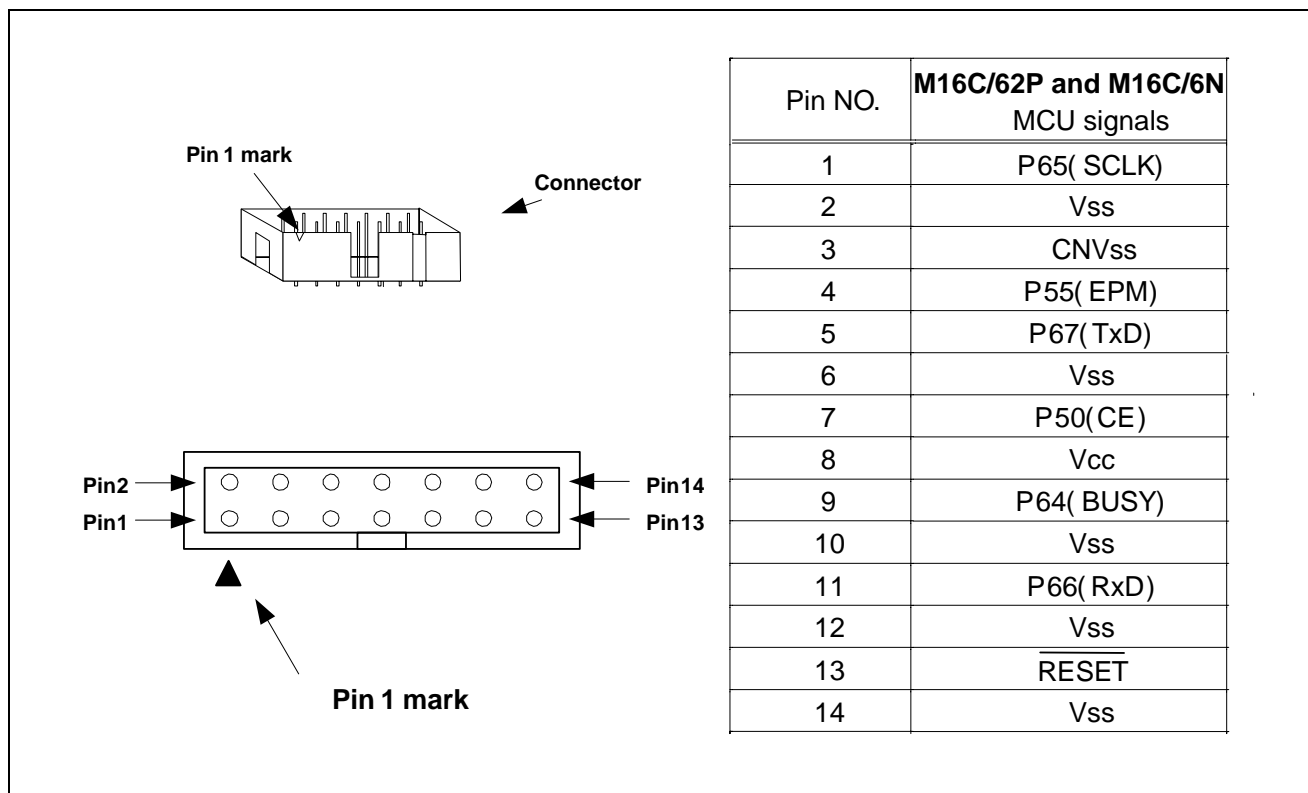 Pin 1 mark
Connector
Pin2
Pin14
Pin1
Pin13
Pin 1 mark
Pin NO. M16C/62P and M16C/6N MCU signals
1 P65( SCLK)
2 Vss
3 CNVss
4 P55( EPM)
5 P67( TxD)
6 Vss
7 P50(CE)
8 Vcc
9 P64( BUSY)
10 Vss
11 P66( RxD)
12 Vss
13 RESET
14 Vss